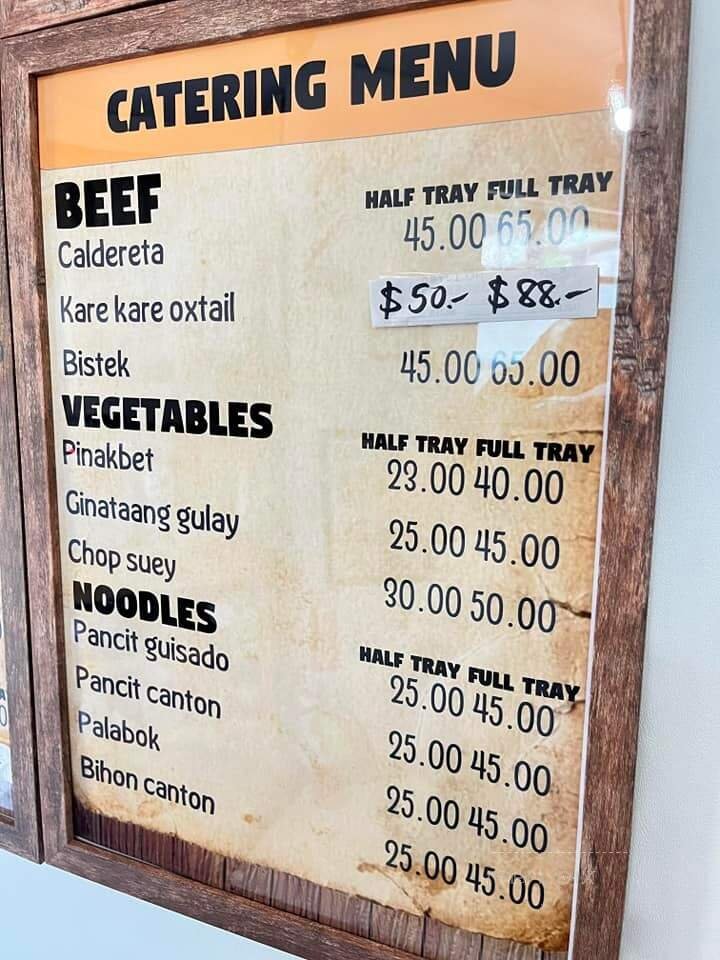 CATERING MENU
BEEF HALF TRAY FULL TRAY
Caldereta 45.00 65.00
Kare kare oxtail $50.- $88.-
Bistek 45.00 65.00
VEGETABLES HALF TRAY FULL TRAY
Pinakbet 23.00 40.00
Ginataang gulay 25.00 45.00
Chop suey 30.00 50.00
NOODLES HALF TRAY FULL TRAY
Pancit guisado 25.00 45.00
Pancit canton 25.00 45.00
Palabok 25.00 45.00
Bihon canton 25.00 45.00